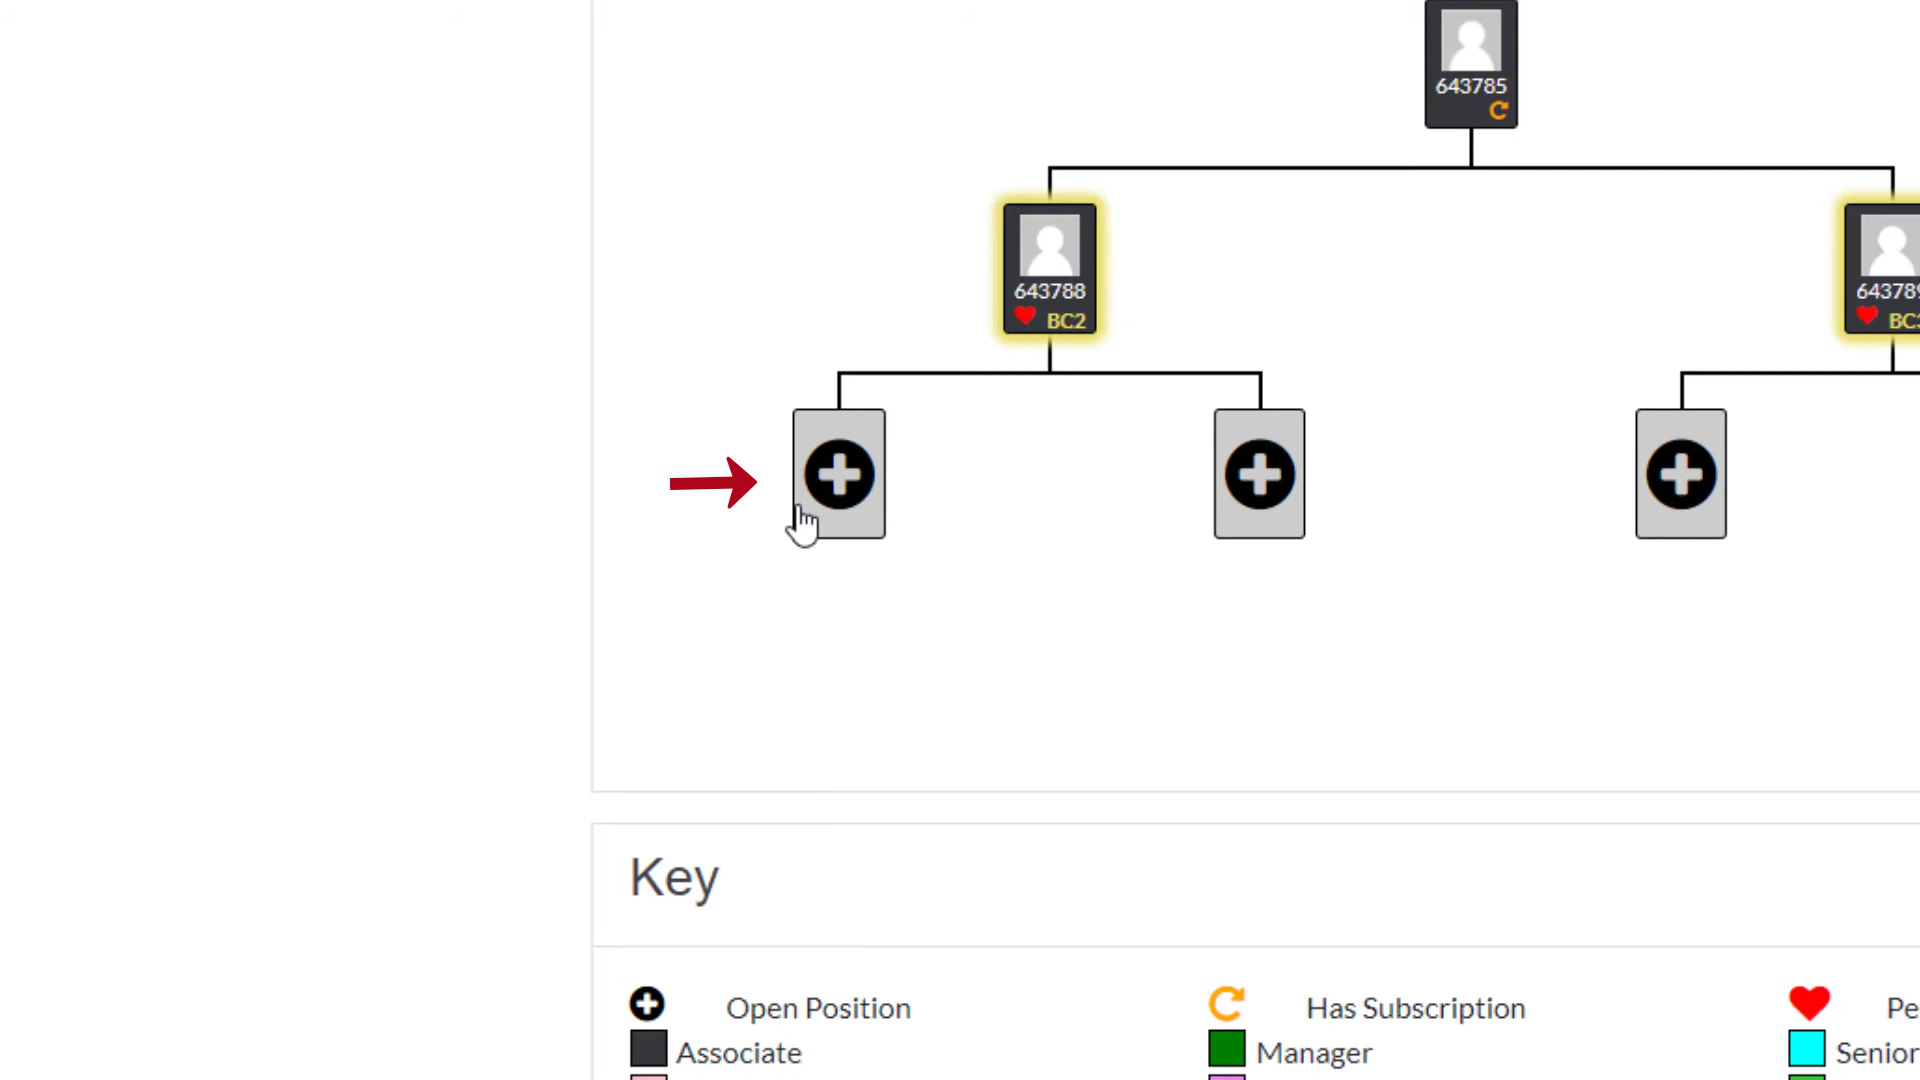 643785
643788
BC2
Key
Open Position
Has Subscription
Associate
Manager
Senior